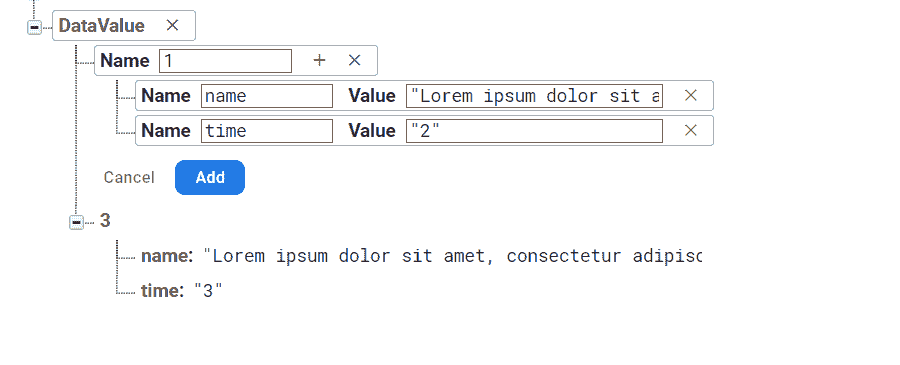 DataValue ×
Name 1 + ×
Name name Value "Lorem ipsum dolor sit a ×
Name time Value "2" ×
Cancel Add
3
name: "Lorem ipsum dolor sit amet, consectetur adipisc
time: "3"